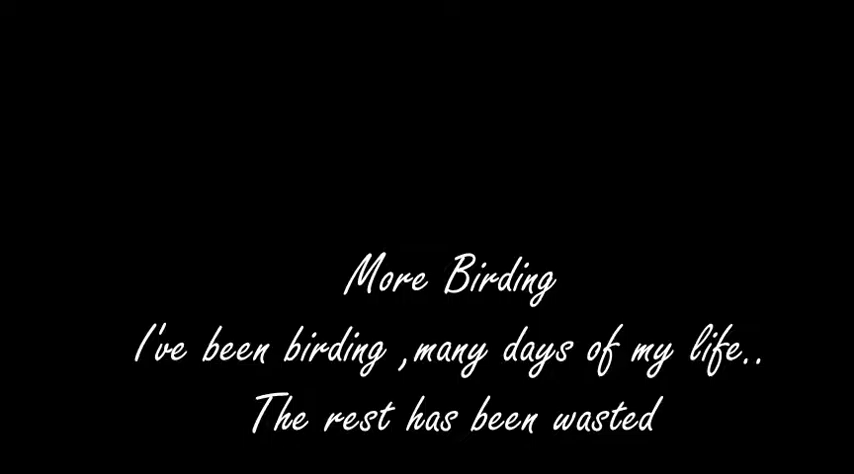 More Birding
I've been birding ,many days of my life..
The rest has been wasted